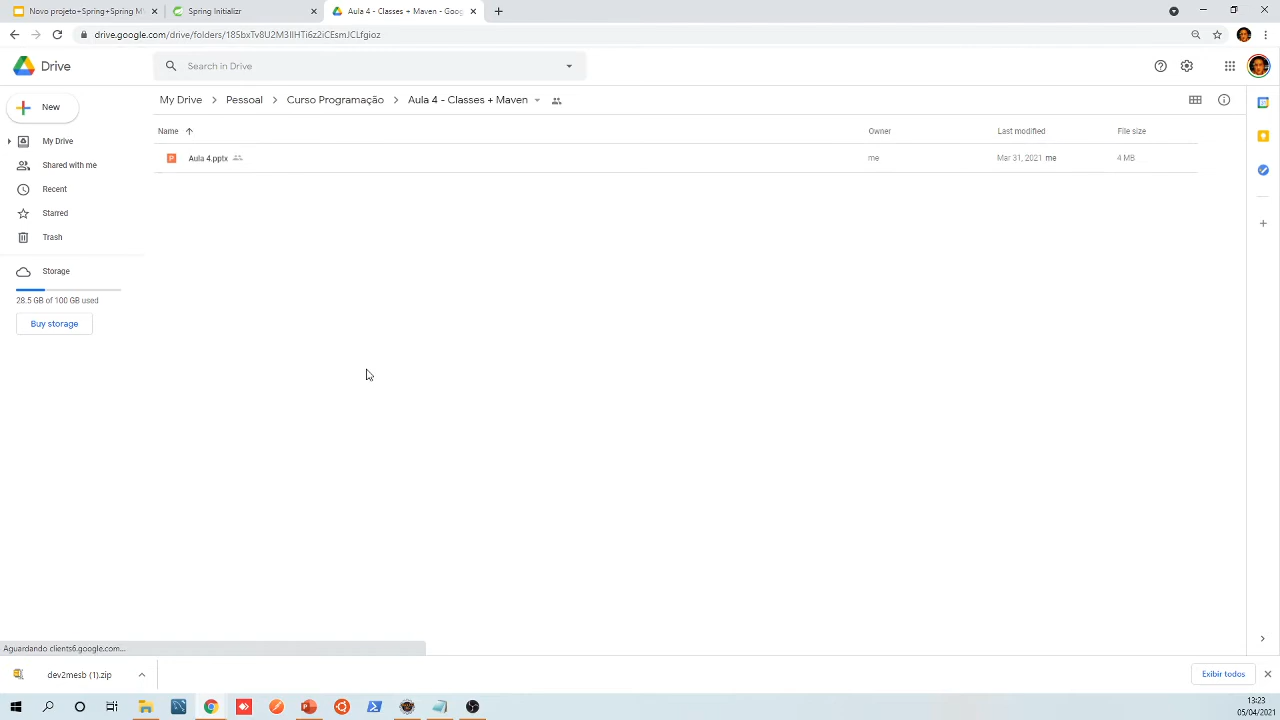 Novo projeto+Spring+Spring M
Spring Initializr
Aula 4 - Classes + Maven - Goog
drive.google.com/drive/folders/185bxTv8U2M3IIHTi6z2iCEsmJCLfgioz
Drive
Search in Drive
New
My Drive
Pessoal
Curso Programação
Aula 4 - Classes + Maven
Name
Owner
Last modified
File size
My Drive
Aula 4.pptx
me
Mar 31, 2021 me
4 MB
Shared with me
Recent
Starred
Trash
Storage
28.5 GB of 100 GB used
Buy storage
Aguardando clients6.google.com...
dev2mesb (1).zip
Exibir todos
13:23
05/04/2021